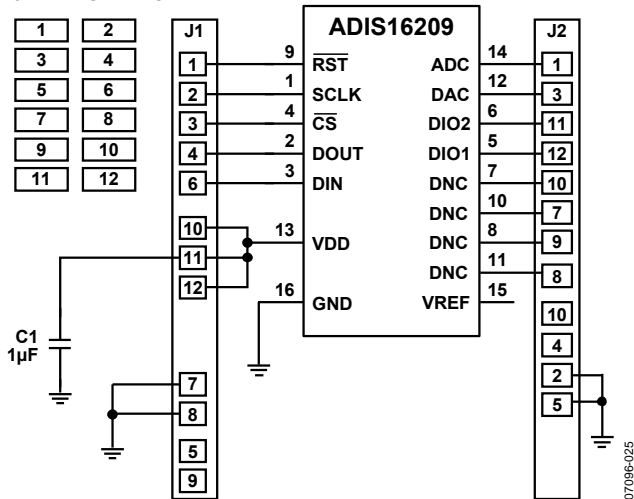 1 2
3 4
5 6
7 8
9 10
11 12
J1
1
2
3
4
6
10
11
12
7
8
5
9
C1
1µF
ADIS16209
9 RST
1 SCLK
4 CS
2 DOUT
3 DIN
13 VDD
16 GND
ADC 14
DAC 12
DIO2 6
DIO1 5
DNC 7
DNC 10
DNC 8
DNC 11
VREF 15
J2
1
3
11
12
10
7
9
8
10
4
2
5
07096-025